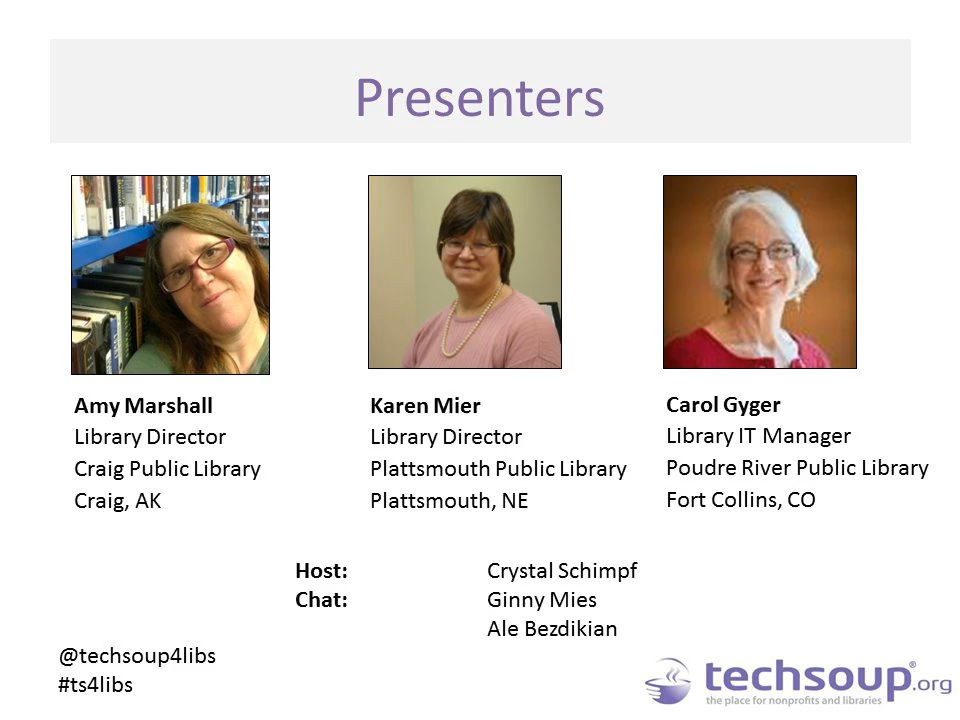 Presenters
Amy Marshall
Library Director
Craig Public Library
Craig, AK
Karen Mier
Library Director
Plattsmouth Public Library
Plattsmouth, NE
Carol Gyger
Library IT Manager
Poudre River Public Library
Fort Collins, CO
Host: Crystal Schimpf
Chat: Ginny Mies
Ale Bezdikian
@techsoup4libs
#ts4libs
techsoup®.org
the place for nonprofits and libraries